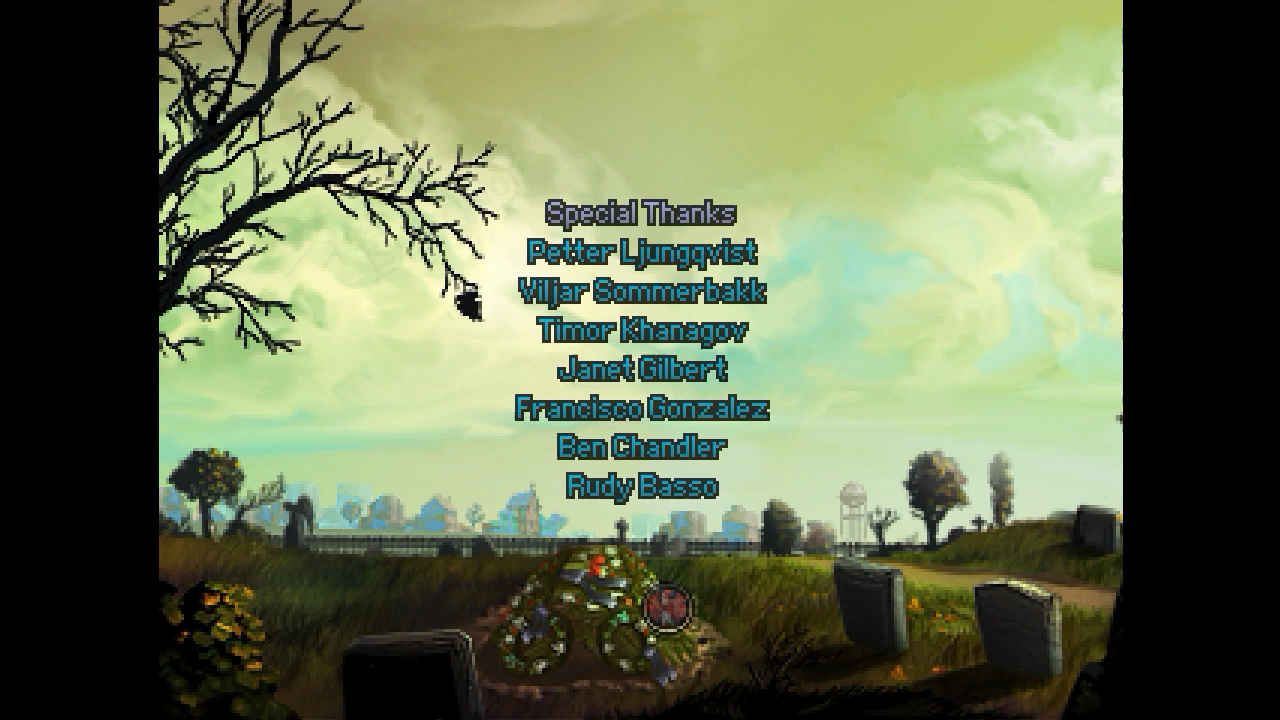 Special Thanks
Petter Ljungqvist
Viljar Sommerbakk
Timor Khanagov
Janet Gilbert
Francisco Gonzalez
Ben Chandler
Rudy Basso